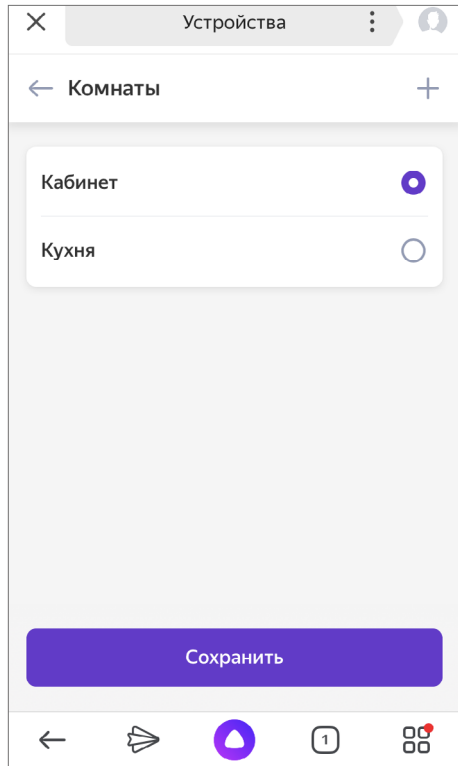 Устройства
Комнаты
Кабинет
Кухня
Сохранить
1